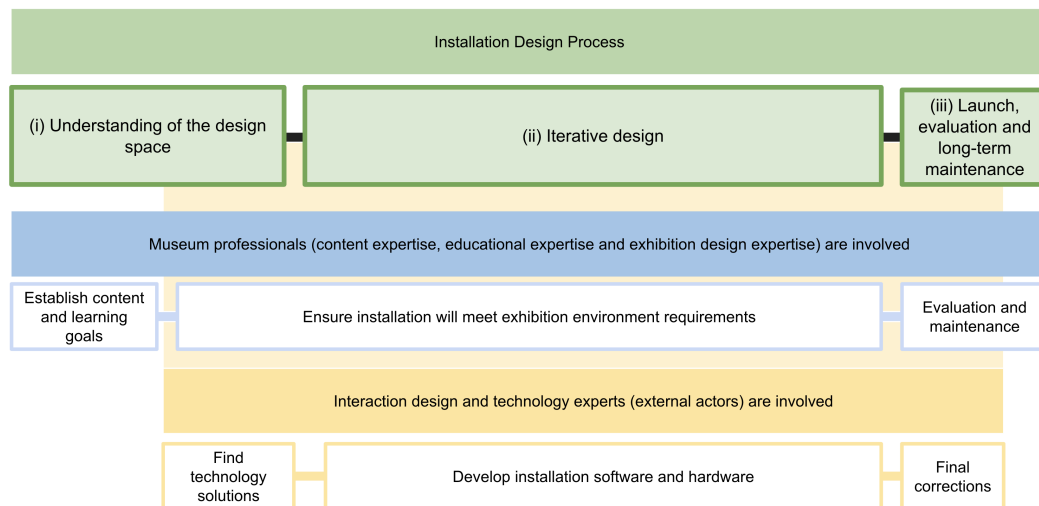 Installation Design Process
(i) Understanding of the design
space
(ii) Iterative design
(iii) Launch,
evaluation and
long-term
maintenance
Museum professionals (content expertise, educational expertise and exhibition design expertise) are involved
Establish content
and learning
goals
Ensure installation will meet exhibition environment requirements
Evaluation and
maintenance
Interaction design and technology experts (external actors) are involved
Find
technology
solutions
Develop installation software and hardware
Final
corrections